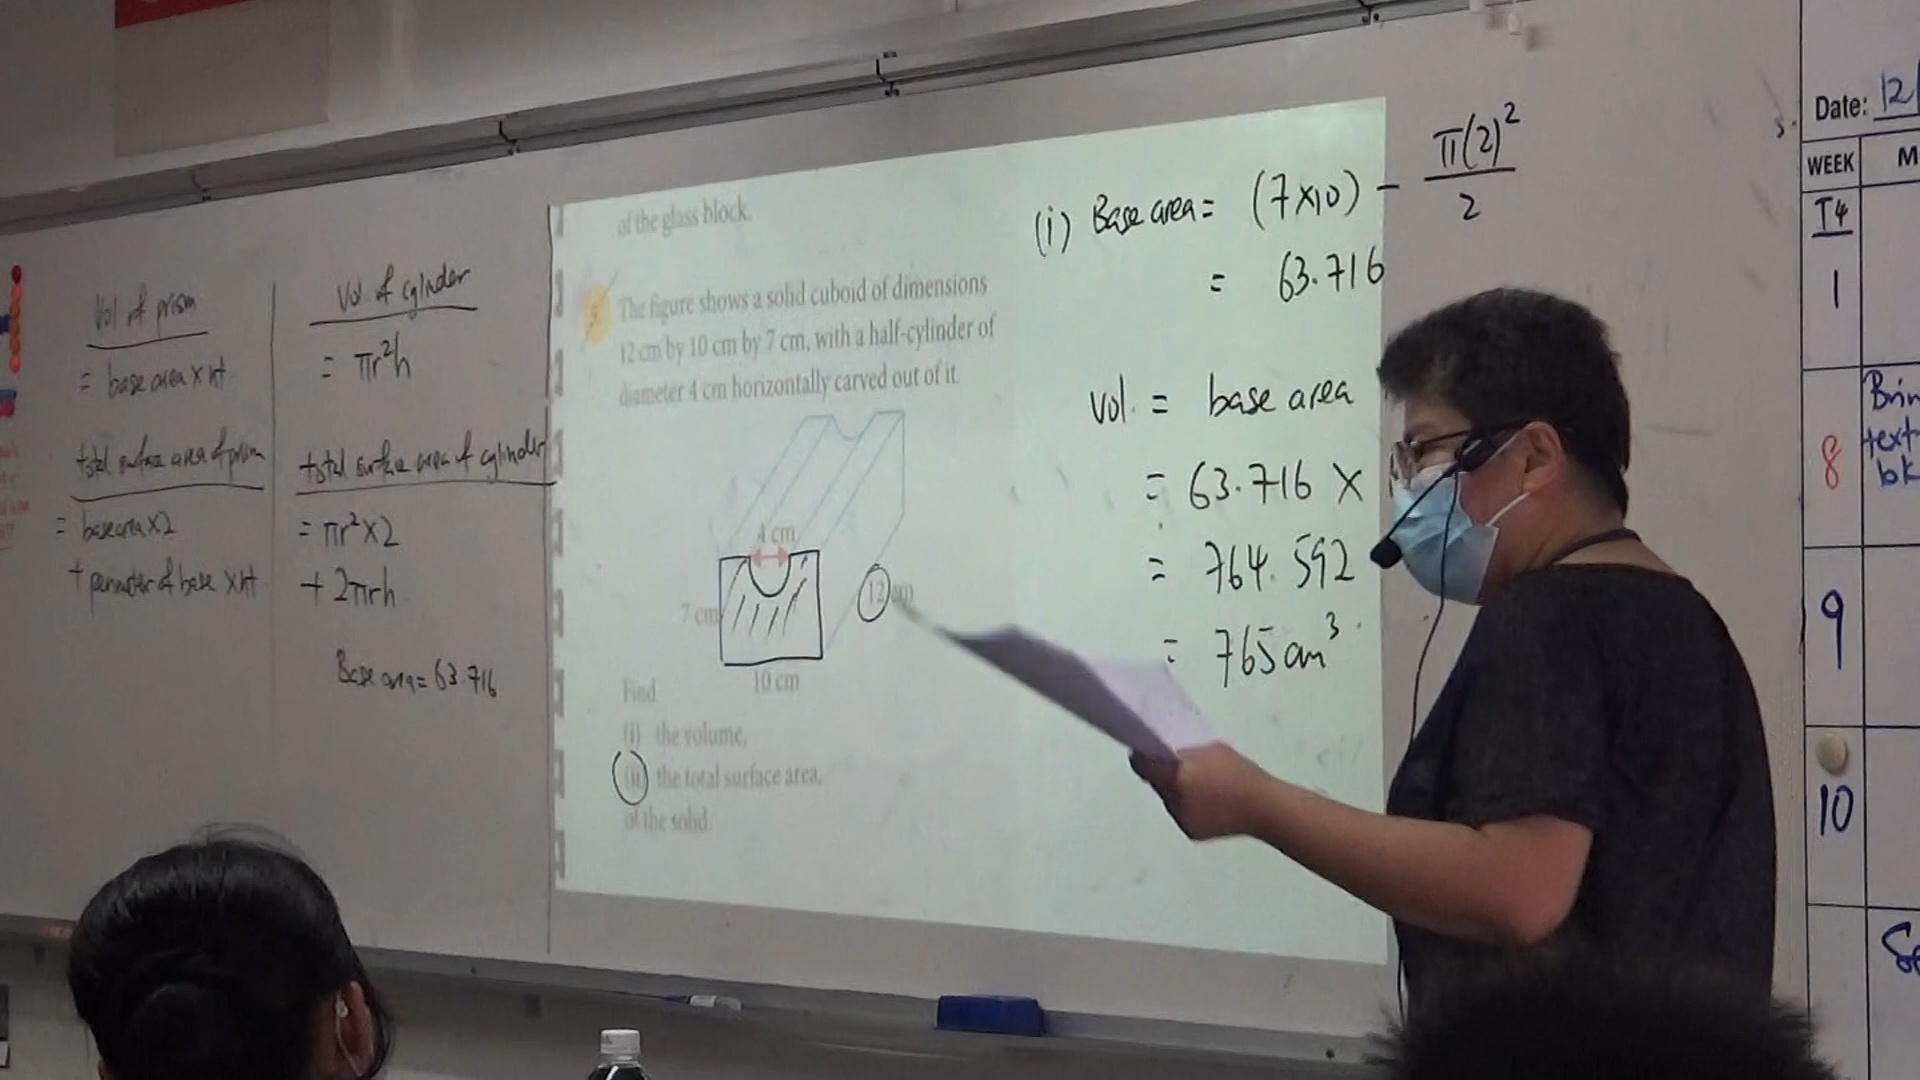 Vol of prism
= base area x ht
total surface area of prism
= base area x 2
+ perimeter of base x ht
Vol of cylinder
= πr²h
total surface area of cylinder
= πr² x 2
+ 2πrh
Base area = 63.716
of the glass block.
5
The figure shows a solid cuboid of dimensions
12 cm by 10 cm by 7 cm, with a half-cylinder of
diameter 4 cm horizontally carved out of it.
4 cm
7 cm
12 cm
10 cm
Find
(i) the volume,
(ii) the total surface area,
of the solid.
(i) Base area = (7x10) - π(2)²/2
= 63.716
Vol. = base area
= 63.716 x
= 764.592
= 765 cm³
Date: 12/
WEEK M
T4
1
8
text
bk
9
10